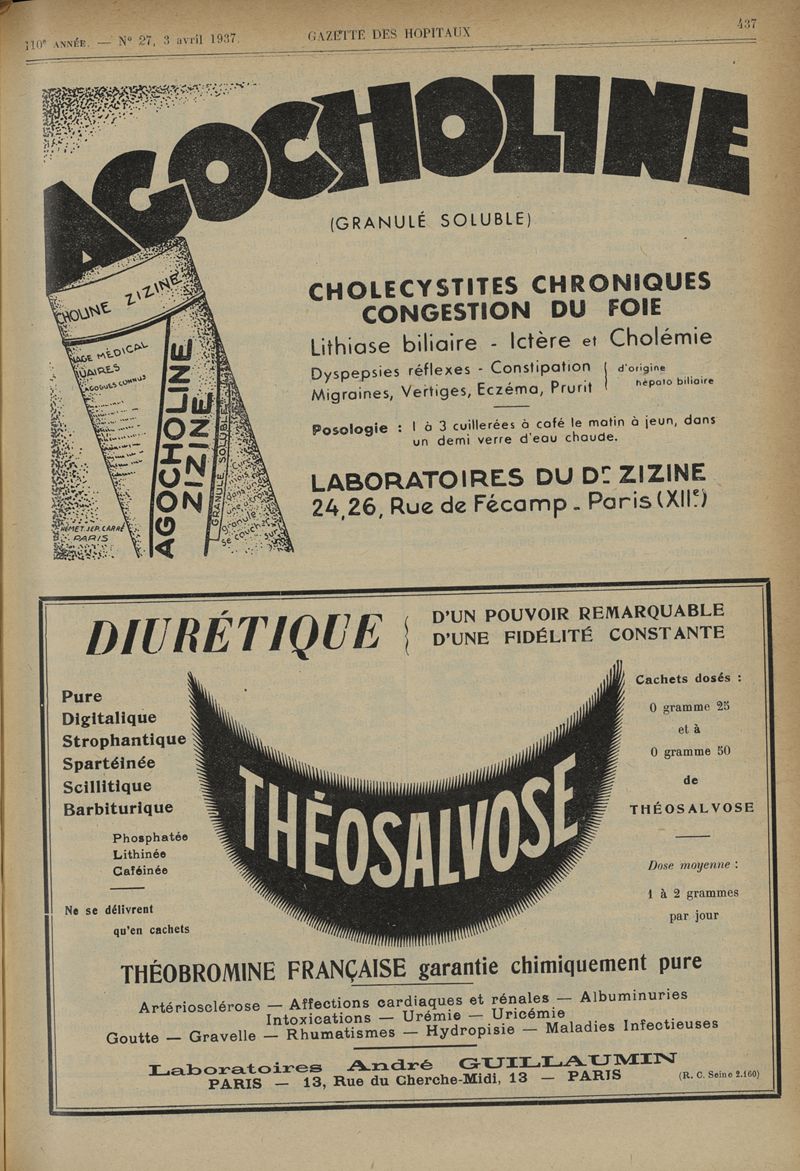 110e ANNÉE. — No 27, 3 avril 1937.
GAZETTE DES HOPITAUX
437
AGOCHOLINE
(GRANULÉ SOLUBLE)
CHOLINE ZIZINE
MÉDICAL
AGOCHOLINE
ZIZINE
GRANULÉ SOLUBLE
PARIS
CHOLECYSTITES CHRONIQUES
CONGESTION DU FOIE
Lithiase biliaire - Ictère et Cholémie
Dyspepsies réflexes - Constipation
Migraines, Vertiges, Eczéma, Prurit
d'origine
hépato biliaire
Posologie : 1 à 3 cuillerées à café le matin à jeun, dans
un demi verre d'eau chaude.
LABORATOIRES DU Dr ZIZINE
24,26, Rue de Fécamp - Paris (XIIe)
DIURÉTIQUE
D'UN POUVOIR REMARQUABLE
D'UNE FIDÉLITÉ CONSTANTE
Pure
Digitalique
Strophantique
Spartéinée
Scillitique
Barbiturique
Phosphatée
Lithinée
Caféinée
Ne se délivrent
qu'en cachets
THÉOSALVOSE
Cachets dosés :
0 gramme 25
et à
0 gramme 50
de
THÉOSALVOSE
Dose moyenne :
1 à 2 grammes
par jour
THÉOBROMINE FRANÇAISE garantie chimiquement pure
Artériosclérose — Affections cardiaques et rénales — Albuminuries
Intoxications — Urémie — Uricémie
Goutte — Gravelle — Rhumatismes — Hydropisie — Maladies Infectieuses
Laboratoires André GUILLAUMIN
PARIS — 13, Rue du Cherche-Midi, 13 — PARIS
(R. C. Seine 2.160)